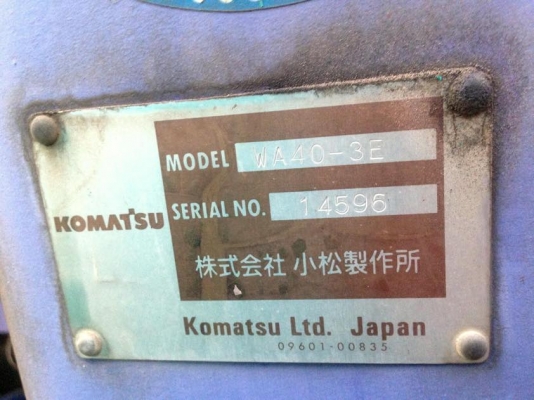 MODEL WA40-3E
KOMATSU
SERIAL NO. 14596
株式会社 小松製作所
Komatsu Ltd. Japan
09601-00835